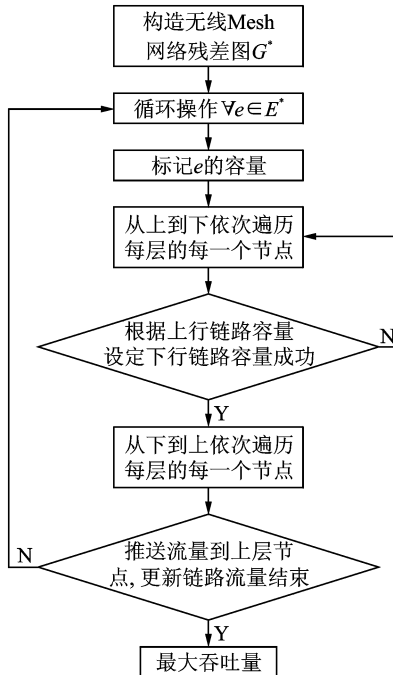 构造无线Mesh
网络残差图G*
循环操作∀e∈E*
标记e的容量
从上到下依次遍历
每层的每一个节点
根据上行链路容量
设定下行链路容量成功
N
Y
从下到上依次遍历
每层的每一个节点
N
推送流量到上层节
点, 更新链路流量结束
Y
最大吞吐量